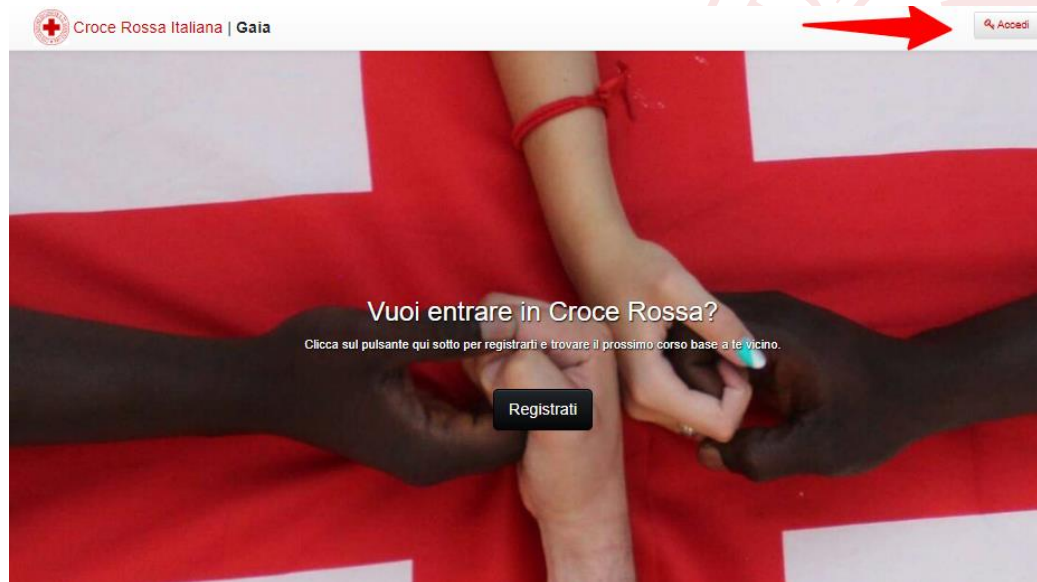 Croce Rossa Italiana | Gaia
Accedi
Vuoi entrare in Croce Rossa?
Clicca sul pulsante qui sotto per registrarti e trovare il prossimo corso base a te vicino.
Registrati